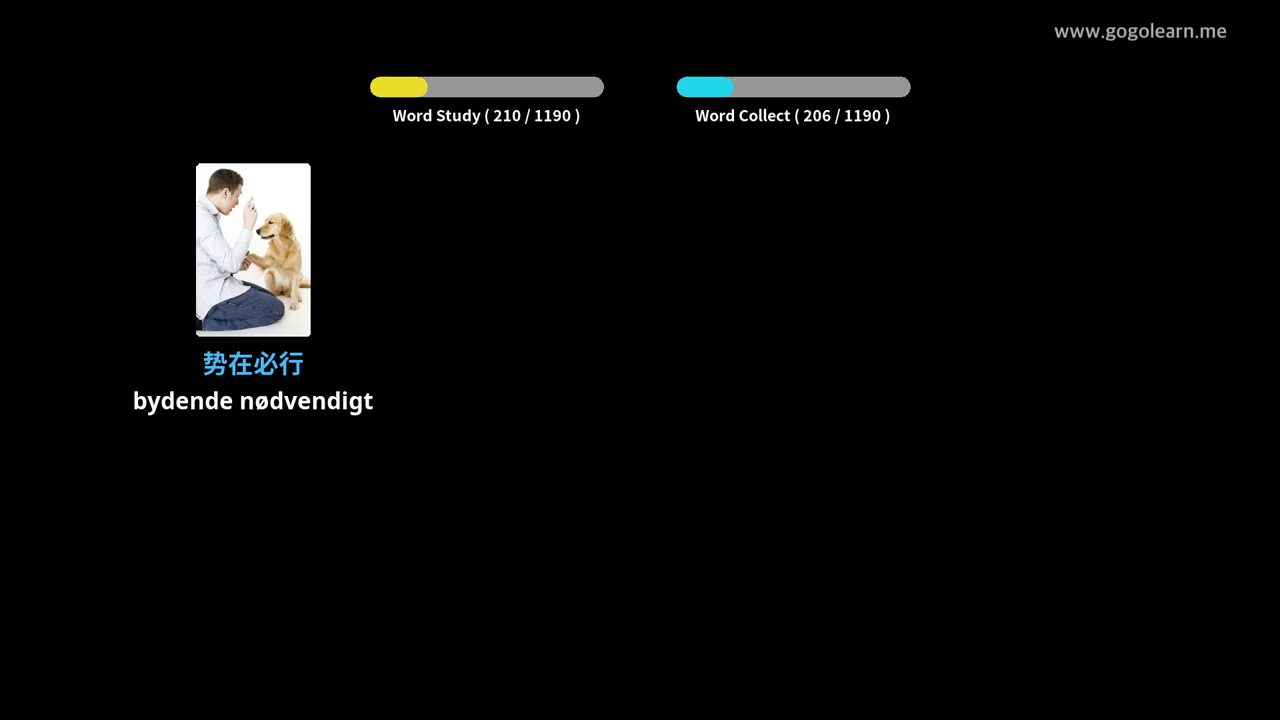 www.gogolearn.me
Word Study ( 210 / 1190 )
Word Collect ( 206 / 1190 )
势在必行
bydende nødvendigt